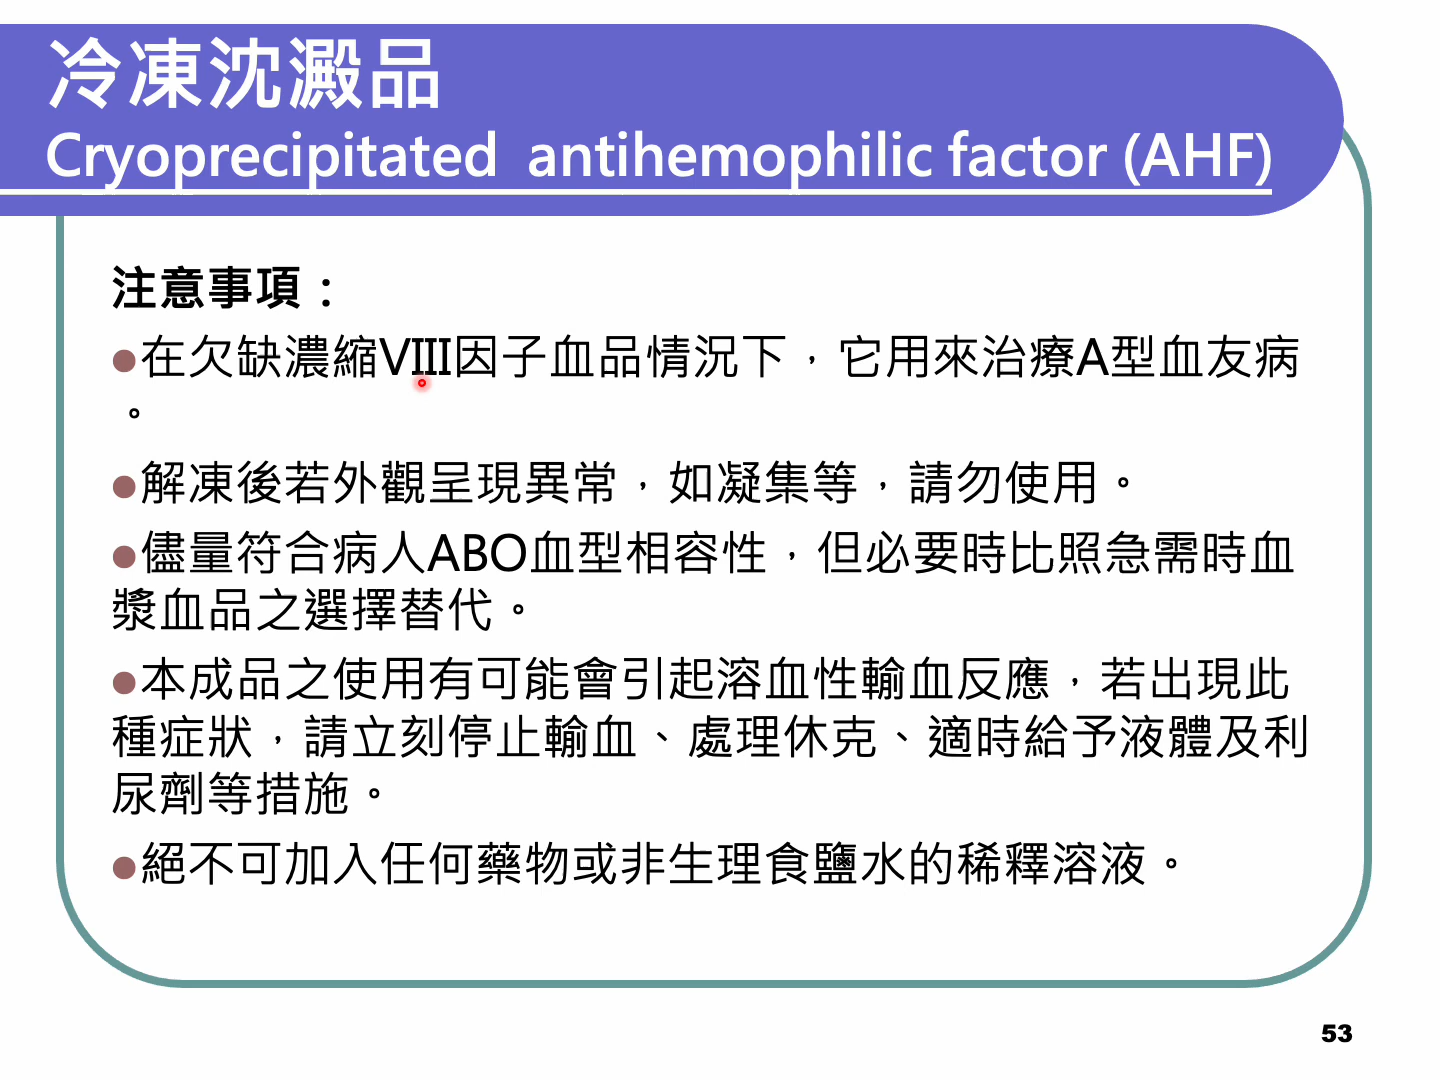 冷凍沈澱品
Cryoprecipitated antihemophilic factor (AHF)
注意事項：
●在欠缺濃縮VIII因子血品情況下，它用來治療A型血友病
。
●解凍後若外觀呈現異常，如凝集等，請勿使用。
●儘量符合病人ABO血型相容性，但必要時比照急需時血
漿血品之選擇替代。
●本成品之使用有可能會引起溶血性輸血反應，若出現此
種症狀，請立刻停止輸血、處理休克、適時給予液體及利
尿劑等措施。
●絕不可加入任何藥物或非生理食鹽水的稀釋溶液。
53